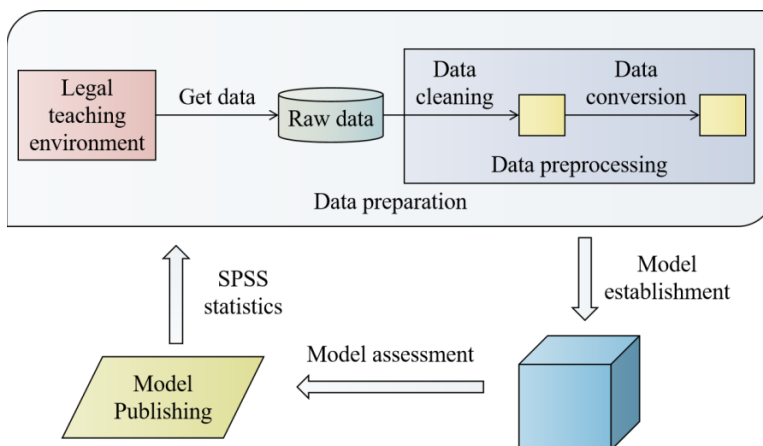 Legal
teaching
environment
Get data
Raw data
Data
cleaning
Data
conversion
Data preprocessing
Data preparation
SPSS
statistics
Model
establishment
Model assessment
Model
Publishing